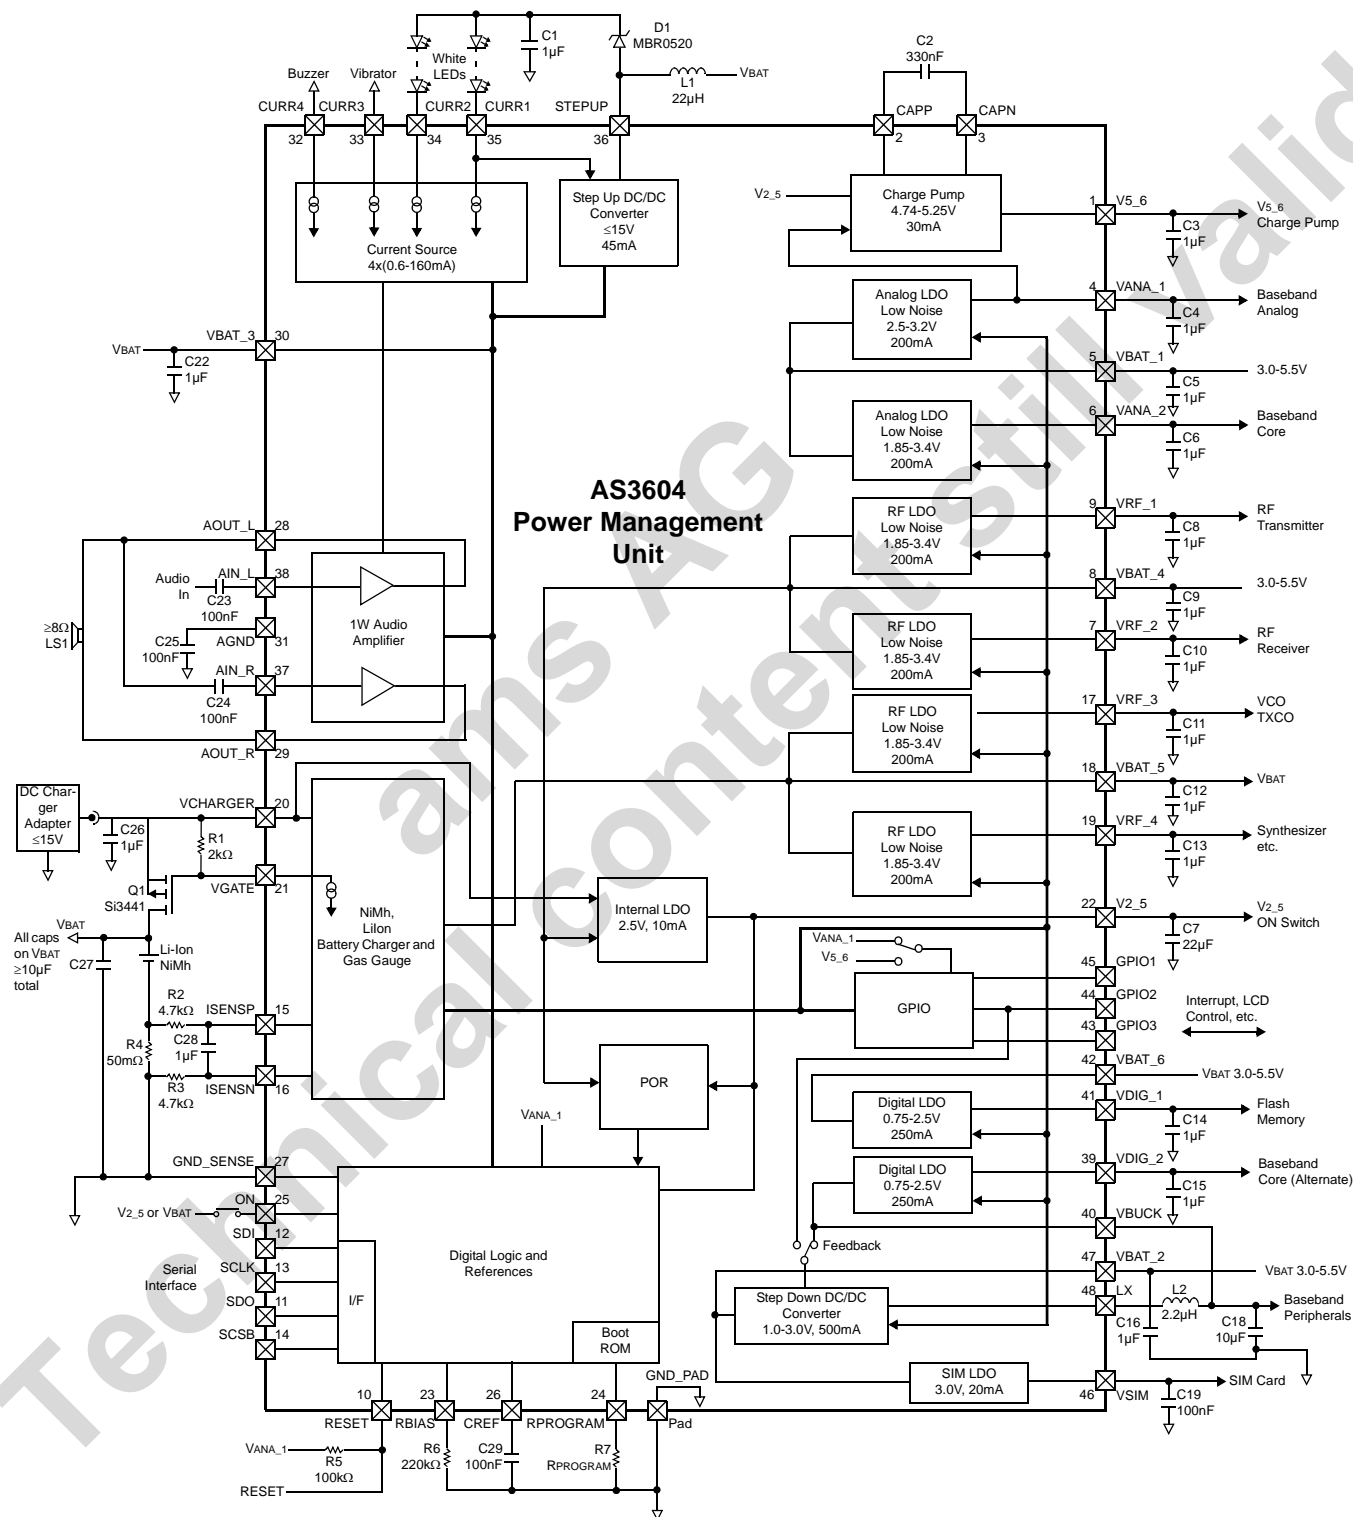 D1
MBR0520
C1
1µF
White
LEDs
Buzzer
Vibrator
VBAT
L1
22µH
C2
330nF
CURR4
CURR3
CURR2
CURR1
STEPUP
CAPP
CAPN
32
33
34
35
36
2
3
Current Source
4x(0.6-160mA)
Step Up DC/DC
Converter
≤15V
45mA
V2_5
Charge Pump
4.74-5.25V
30mA
1
V5_6
C3
1µF
V5_6
Charge Pump
Analog LDO
Low Noise
2.5-3.2V
200mA
4
VANA_1
C4
1µF
Baseband
Analog
VBAT
C22
1µF
VBAT_3
30
5
VBAT_1
C5
1µF
3.0-5.5V
Analog LDO
Low Noise
1.85-3.4V
200mA
6
VANA_2
C6
1µF
Baseband
Core
AS3604
Power Management
Unit
RF LDO
Low Noise
1.85-3.4V
200mA
9
VRF_1
C8
1µF
RF
Transmitter
8
VBAT_4
C9
1µF
3.0-5.5V
RF LDO
Low Noise
1.85-3.4V
200mA
7
VRF_2
C10
1µF
RF
Receiver
RF LDO
Low Noise
1.85-3.4V
200mA
17
VRF_3
C11
1µF
VCO
TXCO
18
VBAT_5
C12
1µF
VBAT
RF LDO
Low Noise
1.85-3.4V
200mA
19
VRF_4
C13
1µF
Synthesizer
etc.
AOUT_L
28
Audio
In
AIN_L
38
C23
100nF
≥8Ω
LS1
C25
100nF
AGND
31
AIN_R
37
C24
100nF
AOUT_R
29
1W Audio
Amplifier
DC Char-
ger
Adapter
≤15V
C26
1µF
VCHARGER
20
R1
2kΩ
Q1
Si3441
VGATE
21
VBAT
All caps
on VBAT
≥10µF
total
C27
Li-Ion
NiMh
R2
4.7kΩ
ISENSP
15
R4
50mΩ
C28
1µF
R3
4.7kΩ
ISENSN
16
NiMh,
LiIon
Battery Charger and
Gas Gauge
Internal LDO
2.5V, 10mA
22
V2_5
C7
22µF
V2_5
ON Switch
VANA_1
V5_6
GPIO
45
GPIO1
44
GPIO2
43
GPIO3
Interrupt, LCD
Control, etc.
POR
42
VBAT_6
VBAT 3.0-5.5V
Digital LDO
0.75-2.5V
250mA
41
VDIG_1
C14
1µF
Flash
Memory
Digital LDO
0.75-2.5V
250mA
39
VDIG_2
C15
1µF
Baseband
Core (Alternate)
VANA_1
GND_SENSE
27
V2_5 or VBAT
ON
25
SDI
12
Serial
Interface
SCLK
13
SDO
11
SCSB
14
I/F
Digital Logic and
References
Boot
ROM
Feedback
40
VBUCK
47
VBAT_2
VBAT 3.0-5.5V
Step Down DC/DC
Converter
1.0-3.0V, 500mA
48
LX
L2
2.2µH
C16
1µF
C18
10µF
Baseband
Peripherals
SIM LDO
3.0V, 20mA
46
VSIM
C19
100nF
SIM Card
GND_PAD
10
23
26
24
RESET
RBIAS
CREF
RPROGRAM
Pad
VANA_1
R5
100kΩ
RESET
R6
220kΩ
C29
100nF
R7
RPROGRAM
ams AG
Technical content still valid